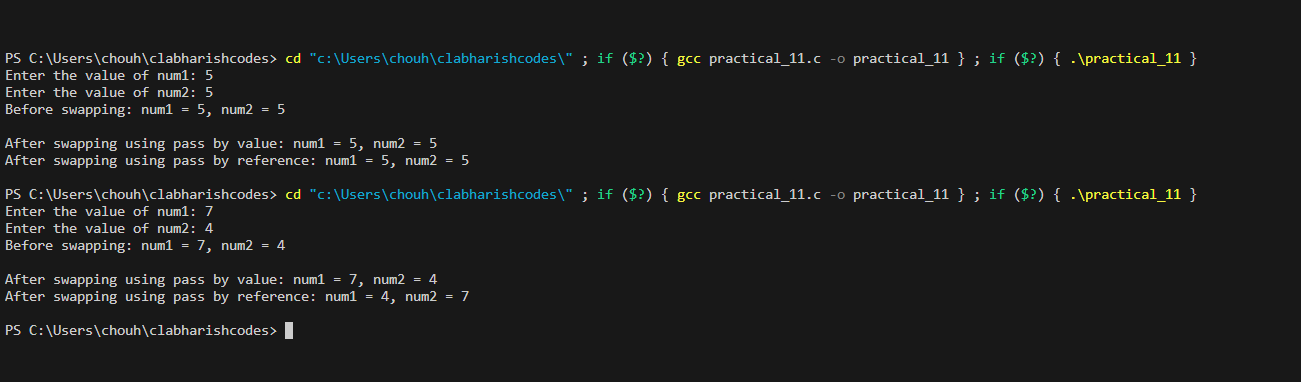 PS C:\Users\chouh\clabharishcodes> cd "c:\Users\chouh\clabharishcodes\" ; if ($?) { gcc practical_11.c -o practical_11 } ; if ($?) { .\practical_11 }
Enter the value of num1: 5
Enter the value of num2: 5
Before swapping: num1 = 5, num2 = 5
After swapping using pass by value: num1 = 5, num2 = 5
After swapping using pass by reference: num1 = 5, num2 = 5
PS C:\Users\chouh\clabharishcodes> cd "c:\Users\chouh\clabharishcodes\" ; if ($?) { gcc practical_11.c -o practical_11 } ; if ($?) { .\practical_11 }
Enter the value of num1: 7
Enter the value of num2: 4
Before swapping: num1 = 7, num2 = 4
After swapping using pass by value: num1 = 7, num2 = 4
After swapping using pass by reference: num1 = 4, num2 = 7
PS C:\Users\chouh\clabharishcodes>